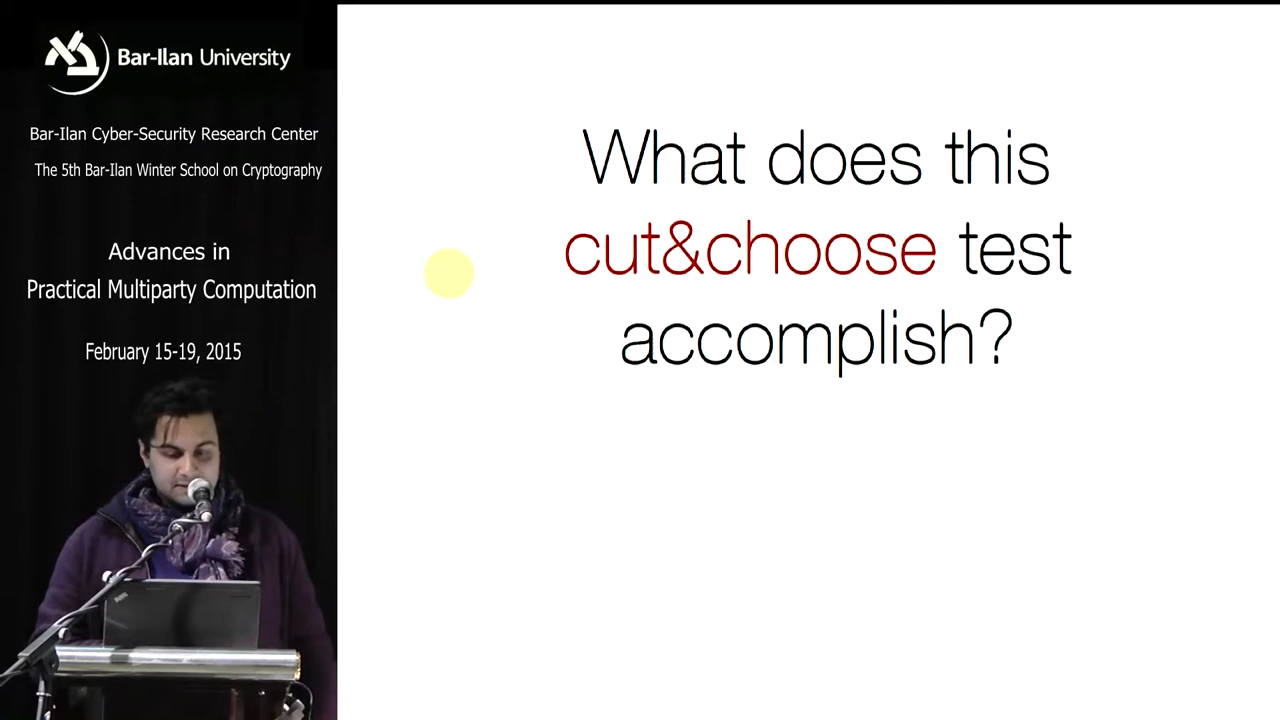 Bar-Ilan University
Bar-Ilan Cyber-Security Research Center
The 5th Bar-Ilan Winter School on Cryptography
Advances in
Practical Multiparty Computation
February 15-19, 2015
What does this
cut&choose test
accomplish?